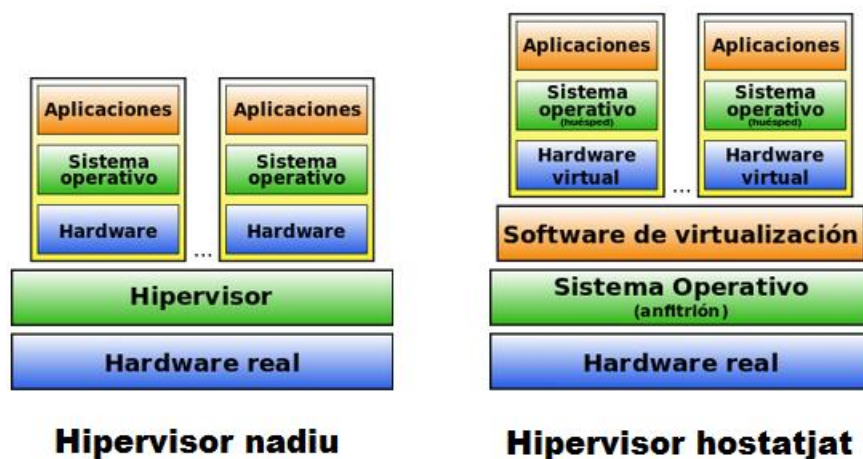 Aplicaciones
Sistema
operativo
Hardware
Aplicaciones
Sistema
operativo
Hardware
...
Hipervisor
Hardware real
Hipervisor nadiu
Aplicaciones
Sistema
operativo
(huésped)
Hardware
virtual
Aplicaciones
Sistema
operativo
(huésped)
Hardware
virtual
...
Software de virtualización
Sistema Operativo
(anfitrión)
Hardware real
Hipervisor hostatjat